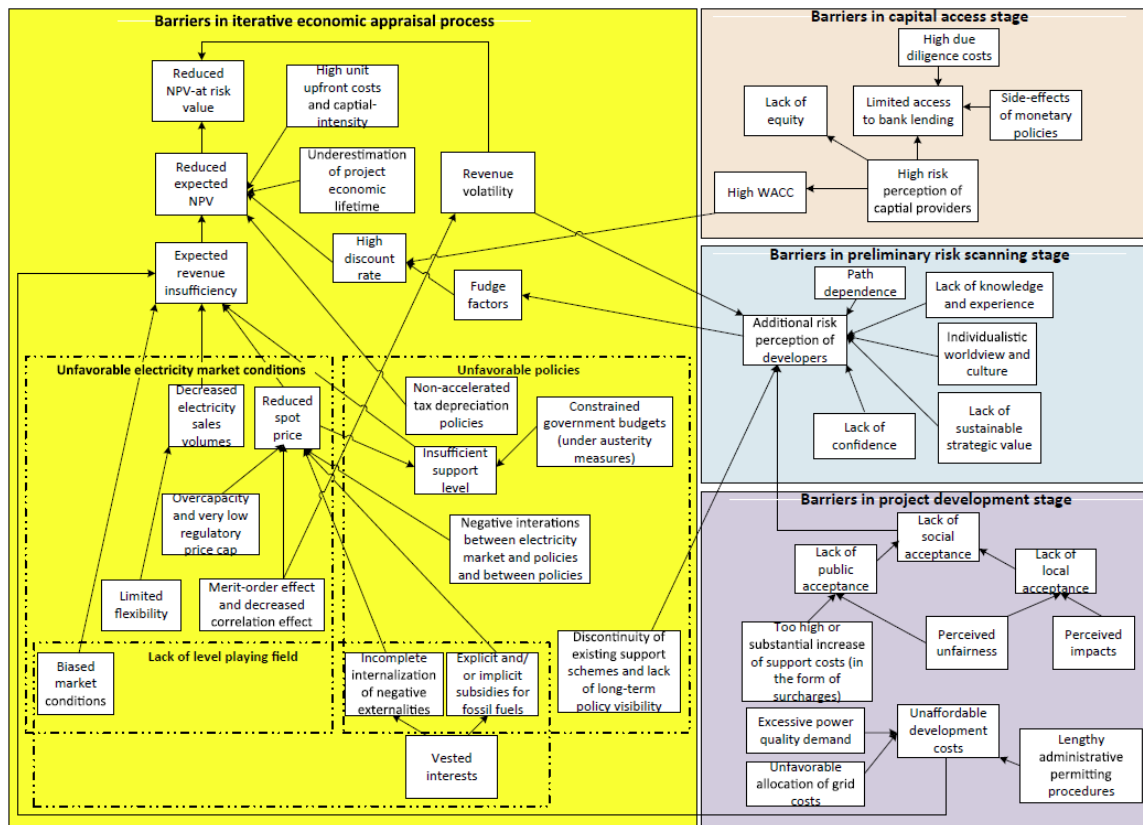 Barriers in iterative economic appraisal process
Reduced
NPV-at risk
value
High unit
upfront costs
and captial-
intensity
Reduced
expected
NPV
Underestimation
of project
economic
lifetime
Revenue
volatility
Expected
revenue
insufficiency
High
discount
rate
Fudge
factors
Unfavorable electricity market conditions
Decreased
electricity
sales
volumes
Reduced
spot
price
Overcapacity
and very low
regulatory
price cap
Limited
flexibility
Merit-order effect
and decreased
correlation effect
Unfavorable policies
Non-accelerated
tax depreciation
policies
Constrained
government budgets
(under austerity
measures)
Insufficient
support
level
Negative interations
between electricity
market and policies
and between policies
Discontinuity of
existing support
schemes and lack
of long-term
policy visibility
Lack of level playing field
Biased
market
conditions
Incomplete
internalization
of negative
externalities
Explicit and/
or implicit
subsidies for
fossil fuels
Vested
interests
Barriers in capital access stage
High due
diligence costs
Lack of
equity
Limited access
to bank lending
Side-effects
of monetary
policies
High WACC
High risk
perception of
captial providers
Barriers in preliminary risk scanning stage
Path
dependence
Lack of knowledge
and experience
Additional risk
perception of
developers
Individualistic
worldview and
culture
Lack of
confidence
Lack of
sustainable
strategic value
Barriers in project development stage
Lack of
social
acceptance
Lack of
public
acceptance
Lack of
local
acceptance
Too high or
substantial increase
of support costs (in
the form of
surcharges)
Perceived
unfairness
Perceived
impacts
Excessive power
quality demand
Unaffordable
development
costs
Unfavorable
allocation of grid
costs
Lengthy
administrative
permitting
procedures